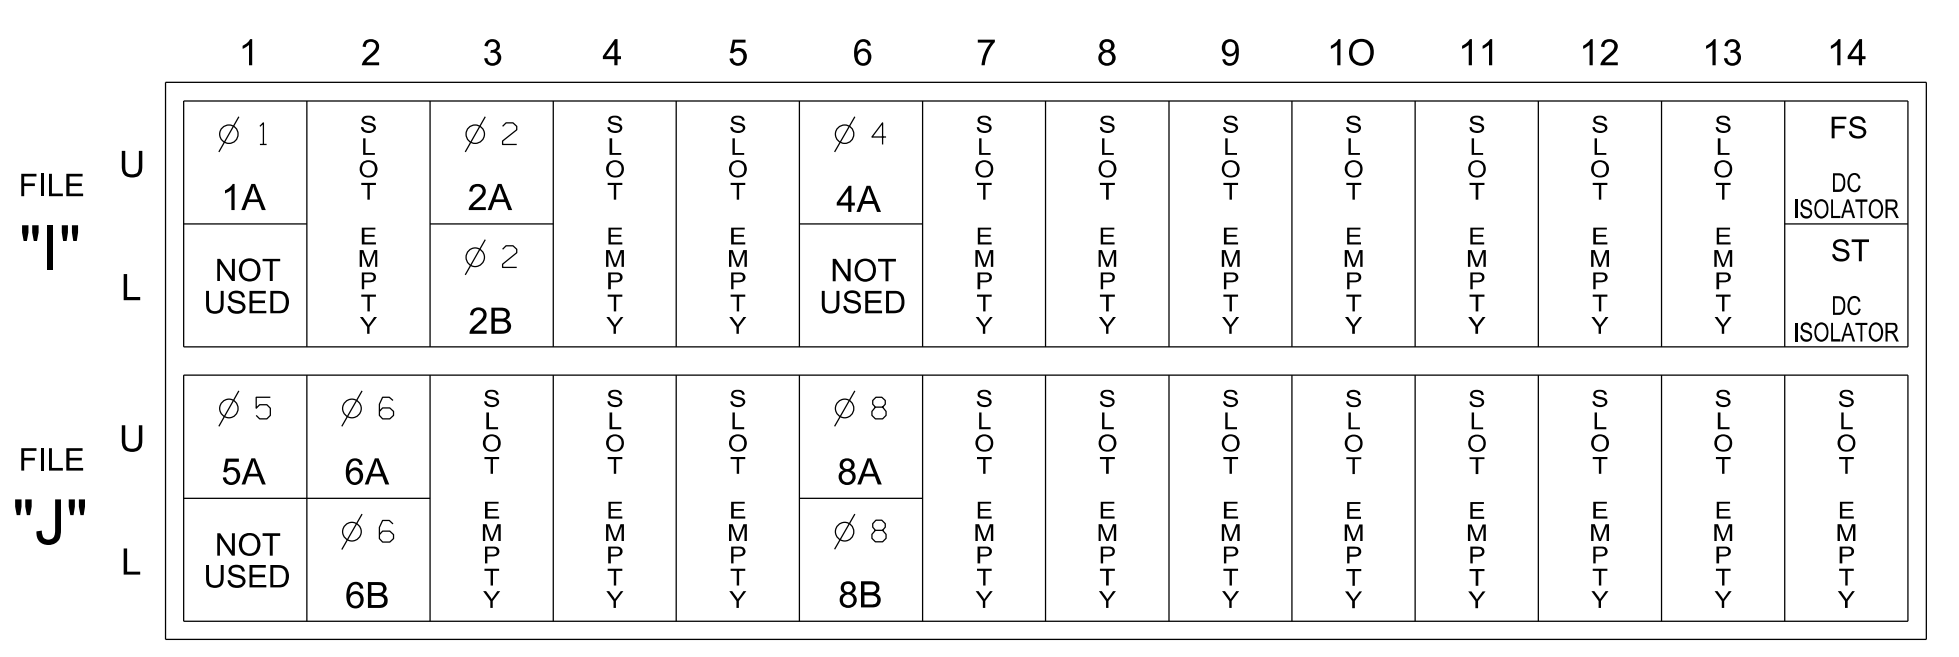 1 2 3 4 5 6 7 8 9 10 11 12 13 14
FILE
"I"
U
L
Ø 1
1A
NOT
USED
SLOT EMPTY
Ø 2
2A
Ø 2
2B
SLOT EMPTY
SLOT EMPTY
Ø 4
4A
NOT
USED
SLOT EMPTY
SLOT EMPTY
SLOT EMPTY
SLOT EMPTY
SLOT EMPTY
SLOT EMPTY
SLOT EMPTY
FS
DC
ISOLATOR
ST
DC
ISOLATOR
FILE
"J"
U
L
Ø 5
5A
NOT
USED
Ø 6
6A
Ø 6
6B
SLOT EMPTY
SLOT EMPTY
SLOT EMPTY
Ø 8
8A
Ø 8
8B
SLOT EMPTY
SLOT EMPTY
SLOT EMPTY
SLOT EMPTY
SLOT EMPTY
SLOT EMPTY
SLOT EMPTY
SLOT EMPTY